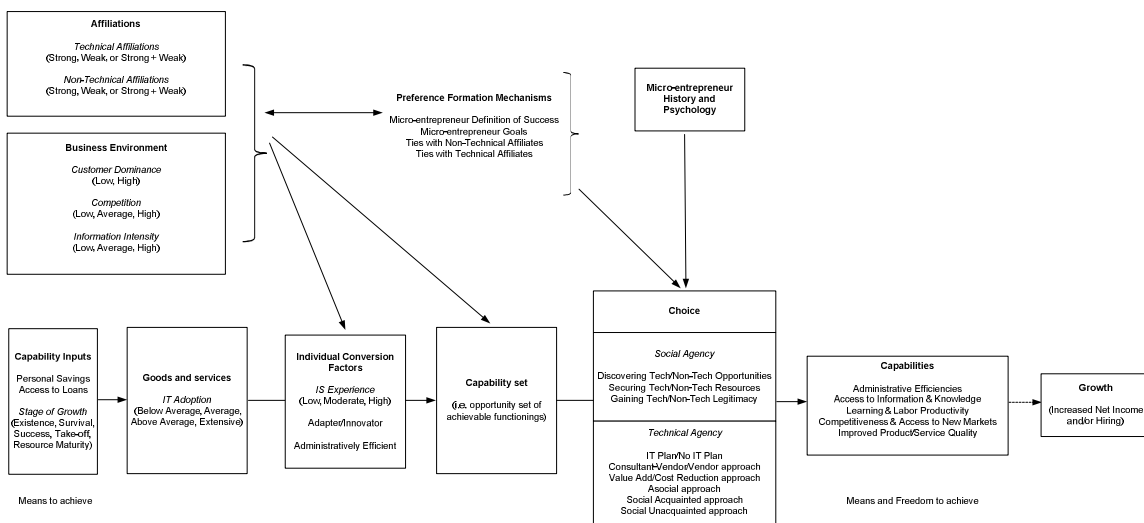 Affiliations
Technical Affiliations
(Strong, Weak, or Strong + Weak)
Non-Technical Affiliations
(Strong, Weak, or Strong + Weak)
Business Environment
Customer Dominance
(Low, High)
Competition
(Low, Average, High)
Information Intensity
(Low, Average, High)
Preference Formation Mechanisms
Micro-entrepreneur Definition of Success
Micro-entrepreneur Goals
Ties with Non-Technical Affiliates
Ties with Technical Affiliates
Micro-entrepreneur
History and
Psychology
Capability Inputs
Personal Savings
Access to Loans
Stage of Growth
(Existence, Survival,
Success, Take-off,
Resource Maturity)
Means to achieve
Goods and services
IT Adoption
(Below Average, Average,
Above Average, Extensive)
Individual Conversion
Factors
IS Experience
(Low, Moderate, High)
Adapter/Innovator
Administratively Efficient
Capability set
(i.e. opportunity set of
achievable functionings)
Choice
Social Agency
Discovering Tech/Non-Tech Opportunities
Securing Tech/Non-Tech Resources
Gaining Tech/Non-Tech Legitimacy
Technical Agency
IT Plan/No IT Plan
Consultant-Vendor/Vendor approach
Value Add/Cost Reduction approach
Asocial approach
Social Acquainted approach
Social Unacquainted approach
Capabilities
Administrative Efficiencies
Access to Information & Knowledge
Learning & Labor Productivity
Competitiveness & Access to New Markets
Improved Product/Service Quality
Means and Freedom to achieve
Growth
(Increased Net Income
and/or Hiring)